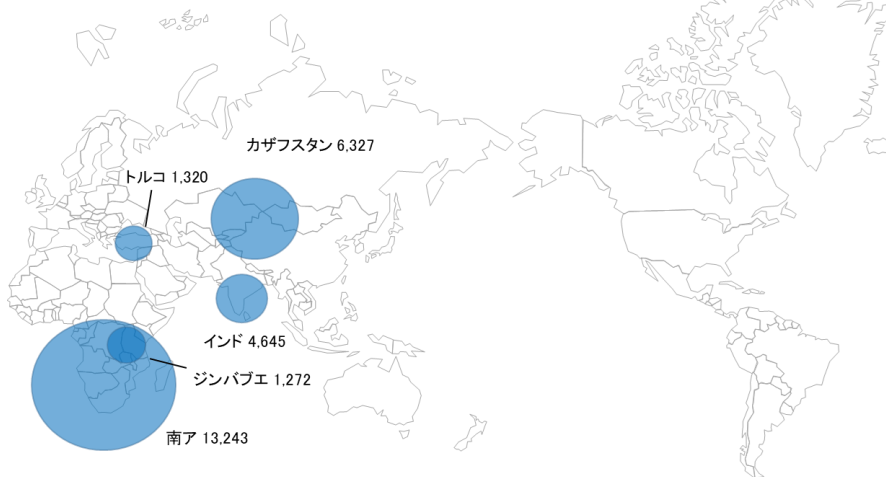 カザフスタン 6,327
トルコ 1,320
インド 4,645
ジンバブエ 1,272
南ア 13,243